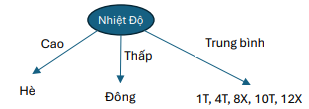 Nhiệt Độ
Cao
Thấp
Trung bình
Hè
Đông
1T, 4T, 8X, 10T, 12X